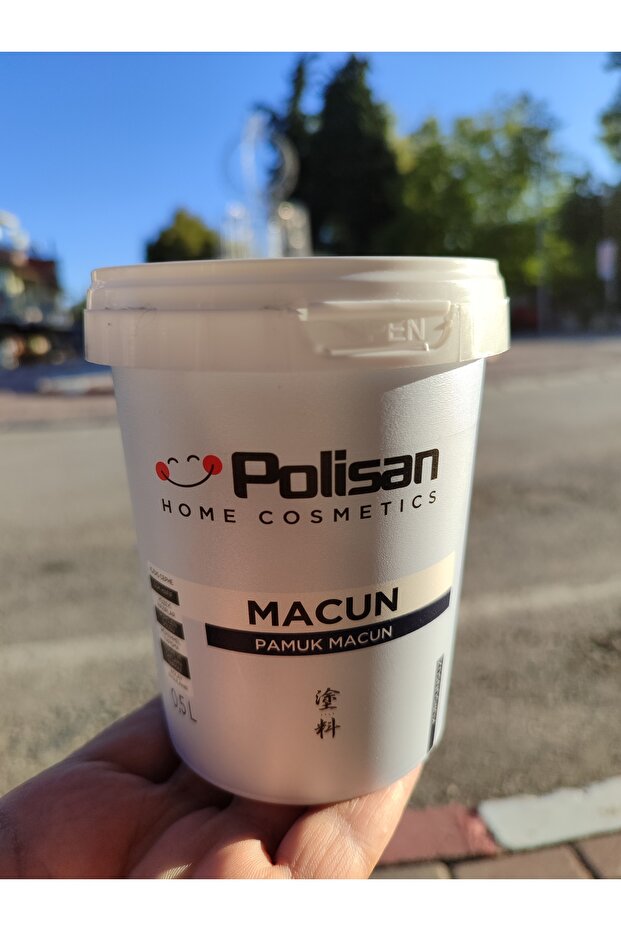 EN
Polisan
HOME COSMETICS
MACUN
PAMUK MACUN
0,5 L
塗
料